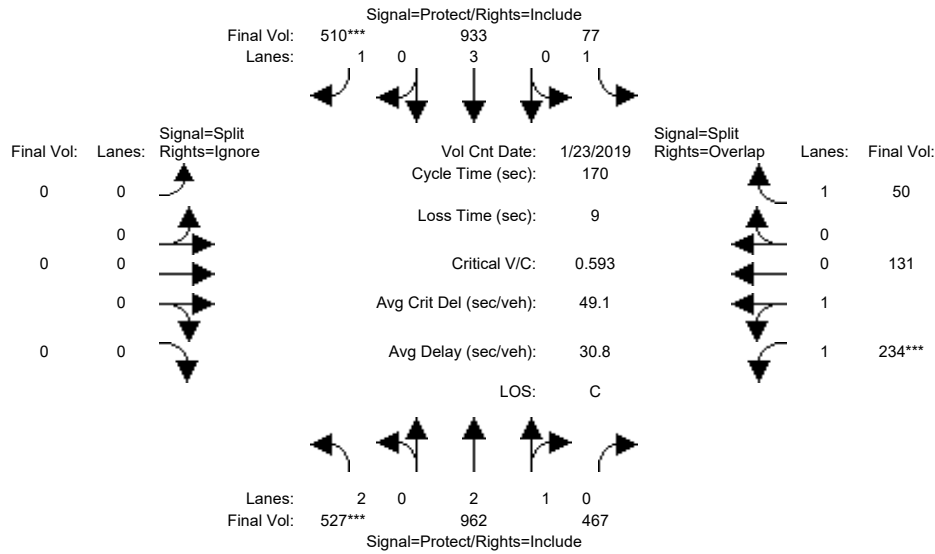 Signal=Protect/Rights=Include
Final Vol: 510*** 933 77
Lanes: 1 0 3 0 1
Signal=Split
Final Vol: Lanes: Rights=Ignore
Vol Cnt Date: 1/23/2019
Signal=Split
Rights=Overlap Lanes: Final Vol:
Cycle Time (sec): 170
0 0 1 50
Loss Time (sec): 9
0 0
0 0 Critical V/C: 0.593 0 131
0 Avg Crit Del (sec/veh): 49.1 1
0 0 Avg Delay (sec/veh): 30.8 1 234***
LOS: C
Lanes: 2 0 2 1 0
Final Vol: 527*** 962 467
Signal=Protect/Rights=Include